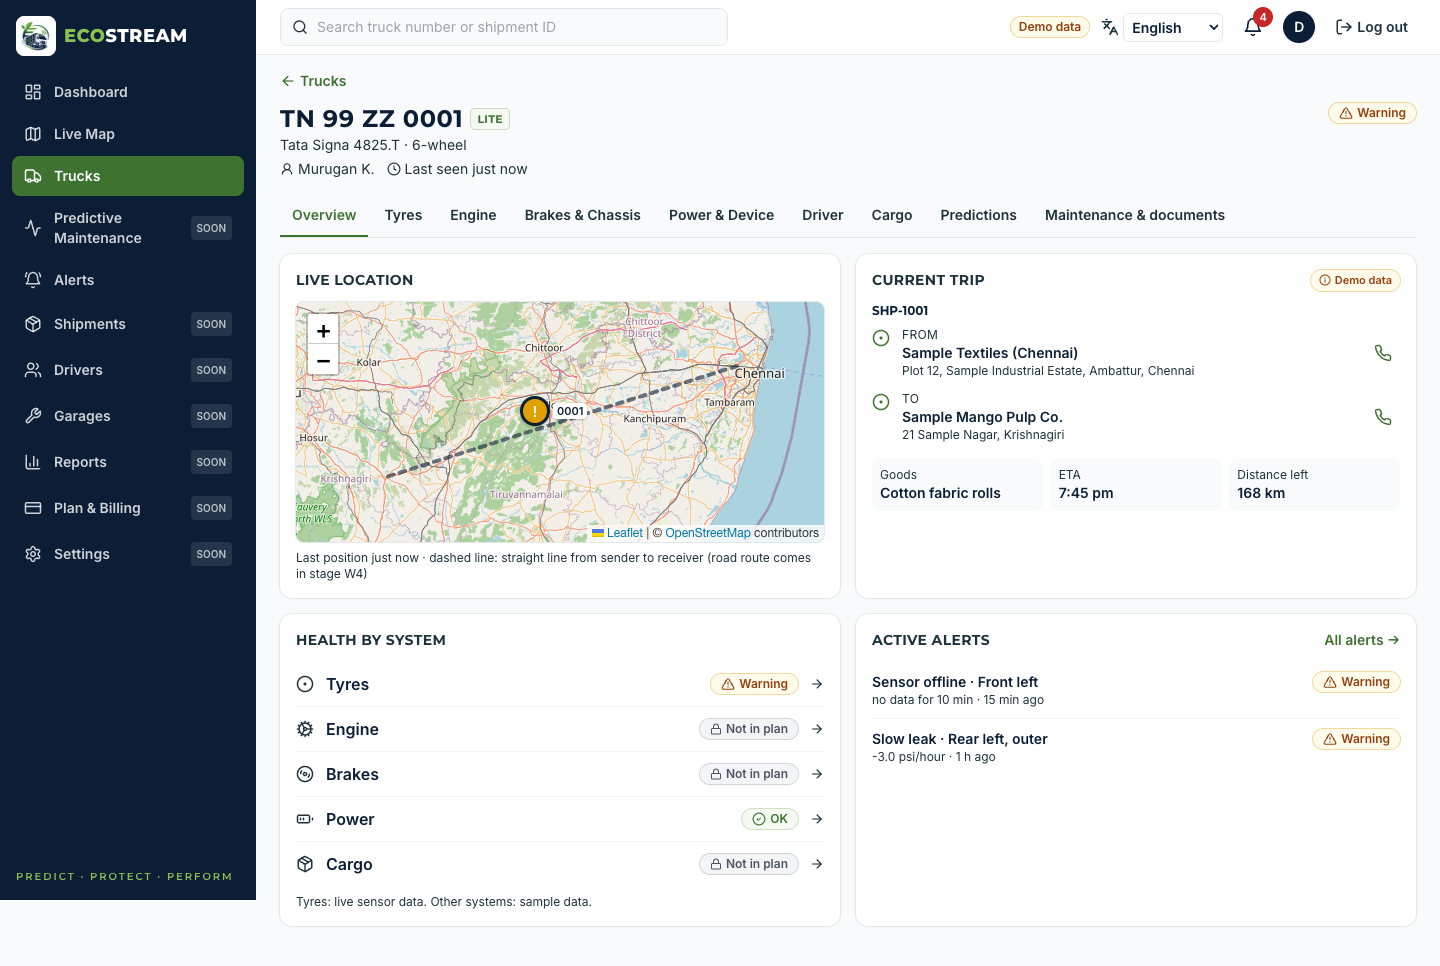 ECOSTREAM
Search truck number or shipment ID
Demo data
English
4
D
Log out
Dashboard
Live Map
Trucks
Predictive
Maintenance
SOON
Alerts
Shipments
SOON
Drivers
SOON
Garages
SOON
Reports
SOON
Plan & Billing
SOON
Settings
SOON
PREDICT · PROTECT · PERFORM
← Trucks
TN 99 ZZ 0001
LITE
Warning
Tata Signa 4825.T · 6-wheel
Murugan K.
Last seen just now
Overview
Tyres
Engine
Brakes & Chassis
Power & Device
Driver
Cargo
Predictions
Maintenance & documents
LIVE LOCATION
+
−
Chittoor
District
Chittoor
Kolar
Chennai
Tambaram
! 0001
Kanchipuram
Hosur
Krishnagiri
Tiruvannamalai
auvery
rth WLS
Leaflet | © OpenStreetMap contributors
Last position just now · dashed line: straight line from sender to receiver (road route comes
in stage W4)
CURRENT TRIP
Demo data
SHP-1001
FROM
Sample Textiles (Chennai)
Plot 12, Sample Industrial Estate, Ambattur, Chennai
TO
Sample Mango Pulp Co.
21 Sample Nagar, Krishnagiri
Goods
Cotton fabric rolls
ETA
7:45 pm
Distance left
168 km
HEALTH BY SYSTEM
Tyres
Warning
Engine
Not in plan
Brakes
Not in plan
Power
OK
Cargo
Not in plan
Tyres: live sensor data. Other systems: sample data.
ACTIVE ALERTS
All alerts →
Sensor offline · Front left
no data for 10 min · 15 min ago
Warning
Slow leak · Rear left, outer
-3.0 psi/hour · 1 h ago
Warning